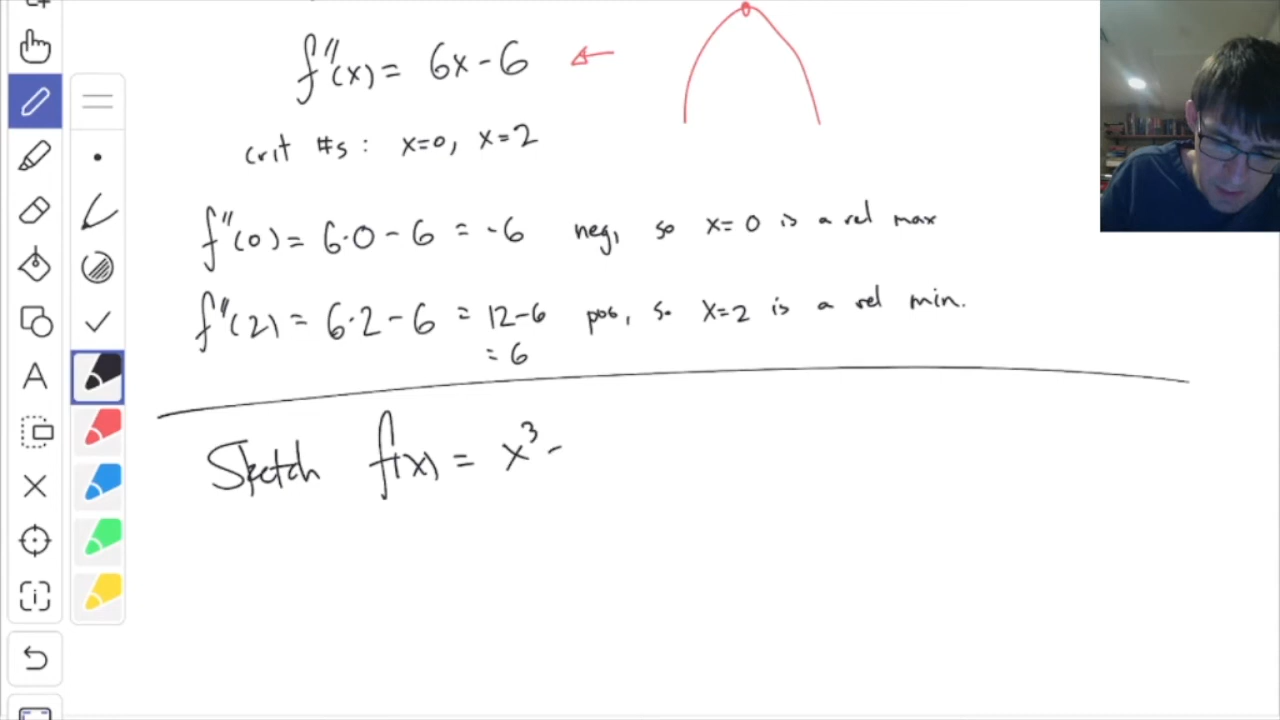 f''(x) = 6x - 6
crit #s : x=0, x=2
f''(0) = 6·0 - 6 = -6 neg, so x=0 is a rel max
f''(2) = 6·2 - 6 = 12-6 pos, so x=2 is a rel min.
= 6
Sketch f(x) = x³ -
A